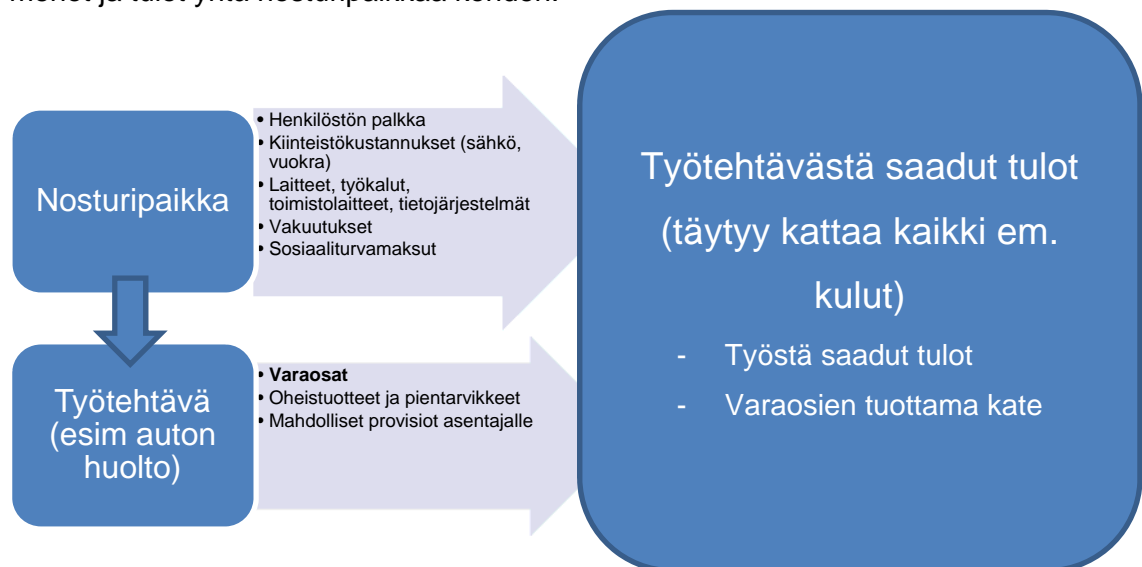 menot ja tulot yhtä nosturipaikkaa kohden.
Nosturipaikka
• Henkilöstön palkka
• Kiinteistökustannukset (sähkö,
vuokra)
• Laitteet, työkalut,
toimistolaitteet, tietojärjestelmät
• Vakuutukset
• Sosiaaliturvamaksut
Työtehtävä
(esim auton
huolto)
• Varaosat
• Oheistuotteet ja pientarvikkeet
• Mahdolliset provisiot asentajalle
Työtehtävästä saadut tulot
(täytyy kattaa kaikki em.
kulut)
- Työstä saadut tulot
- Varaosien tuottama kate